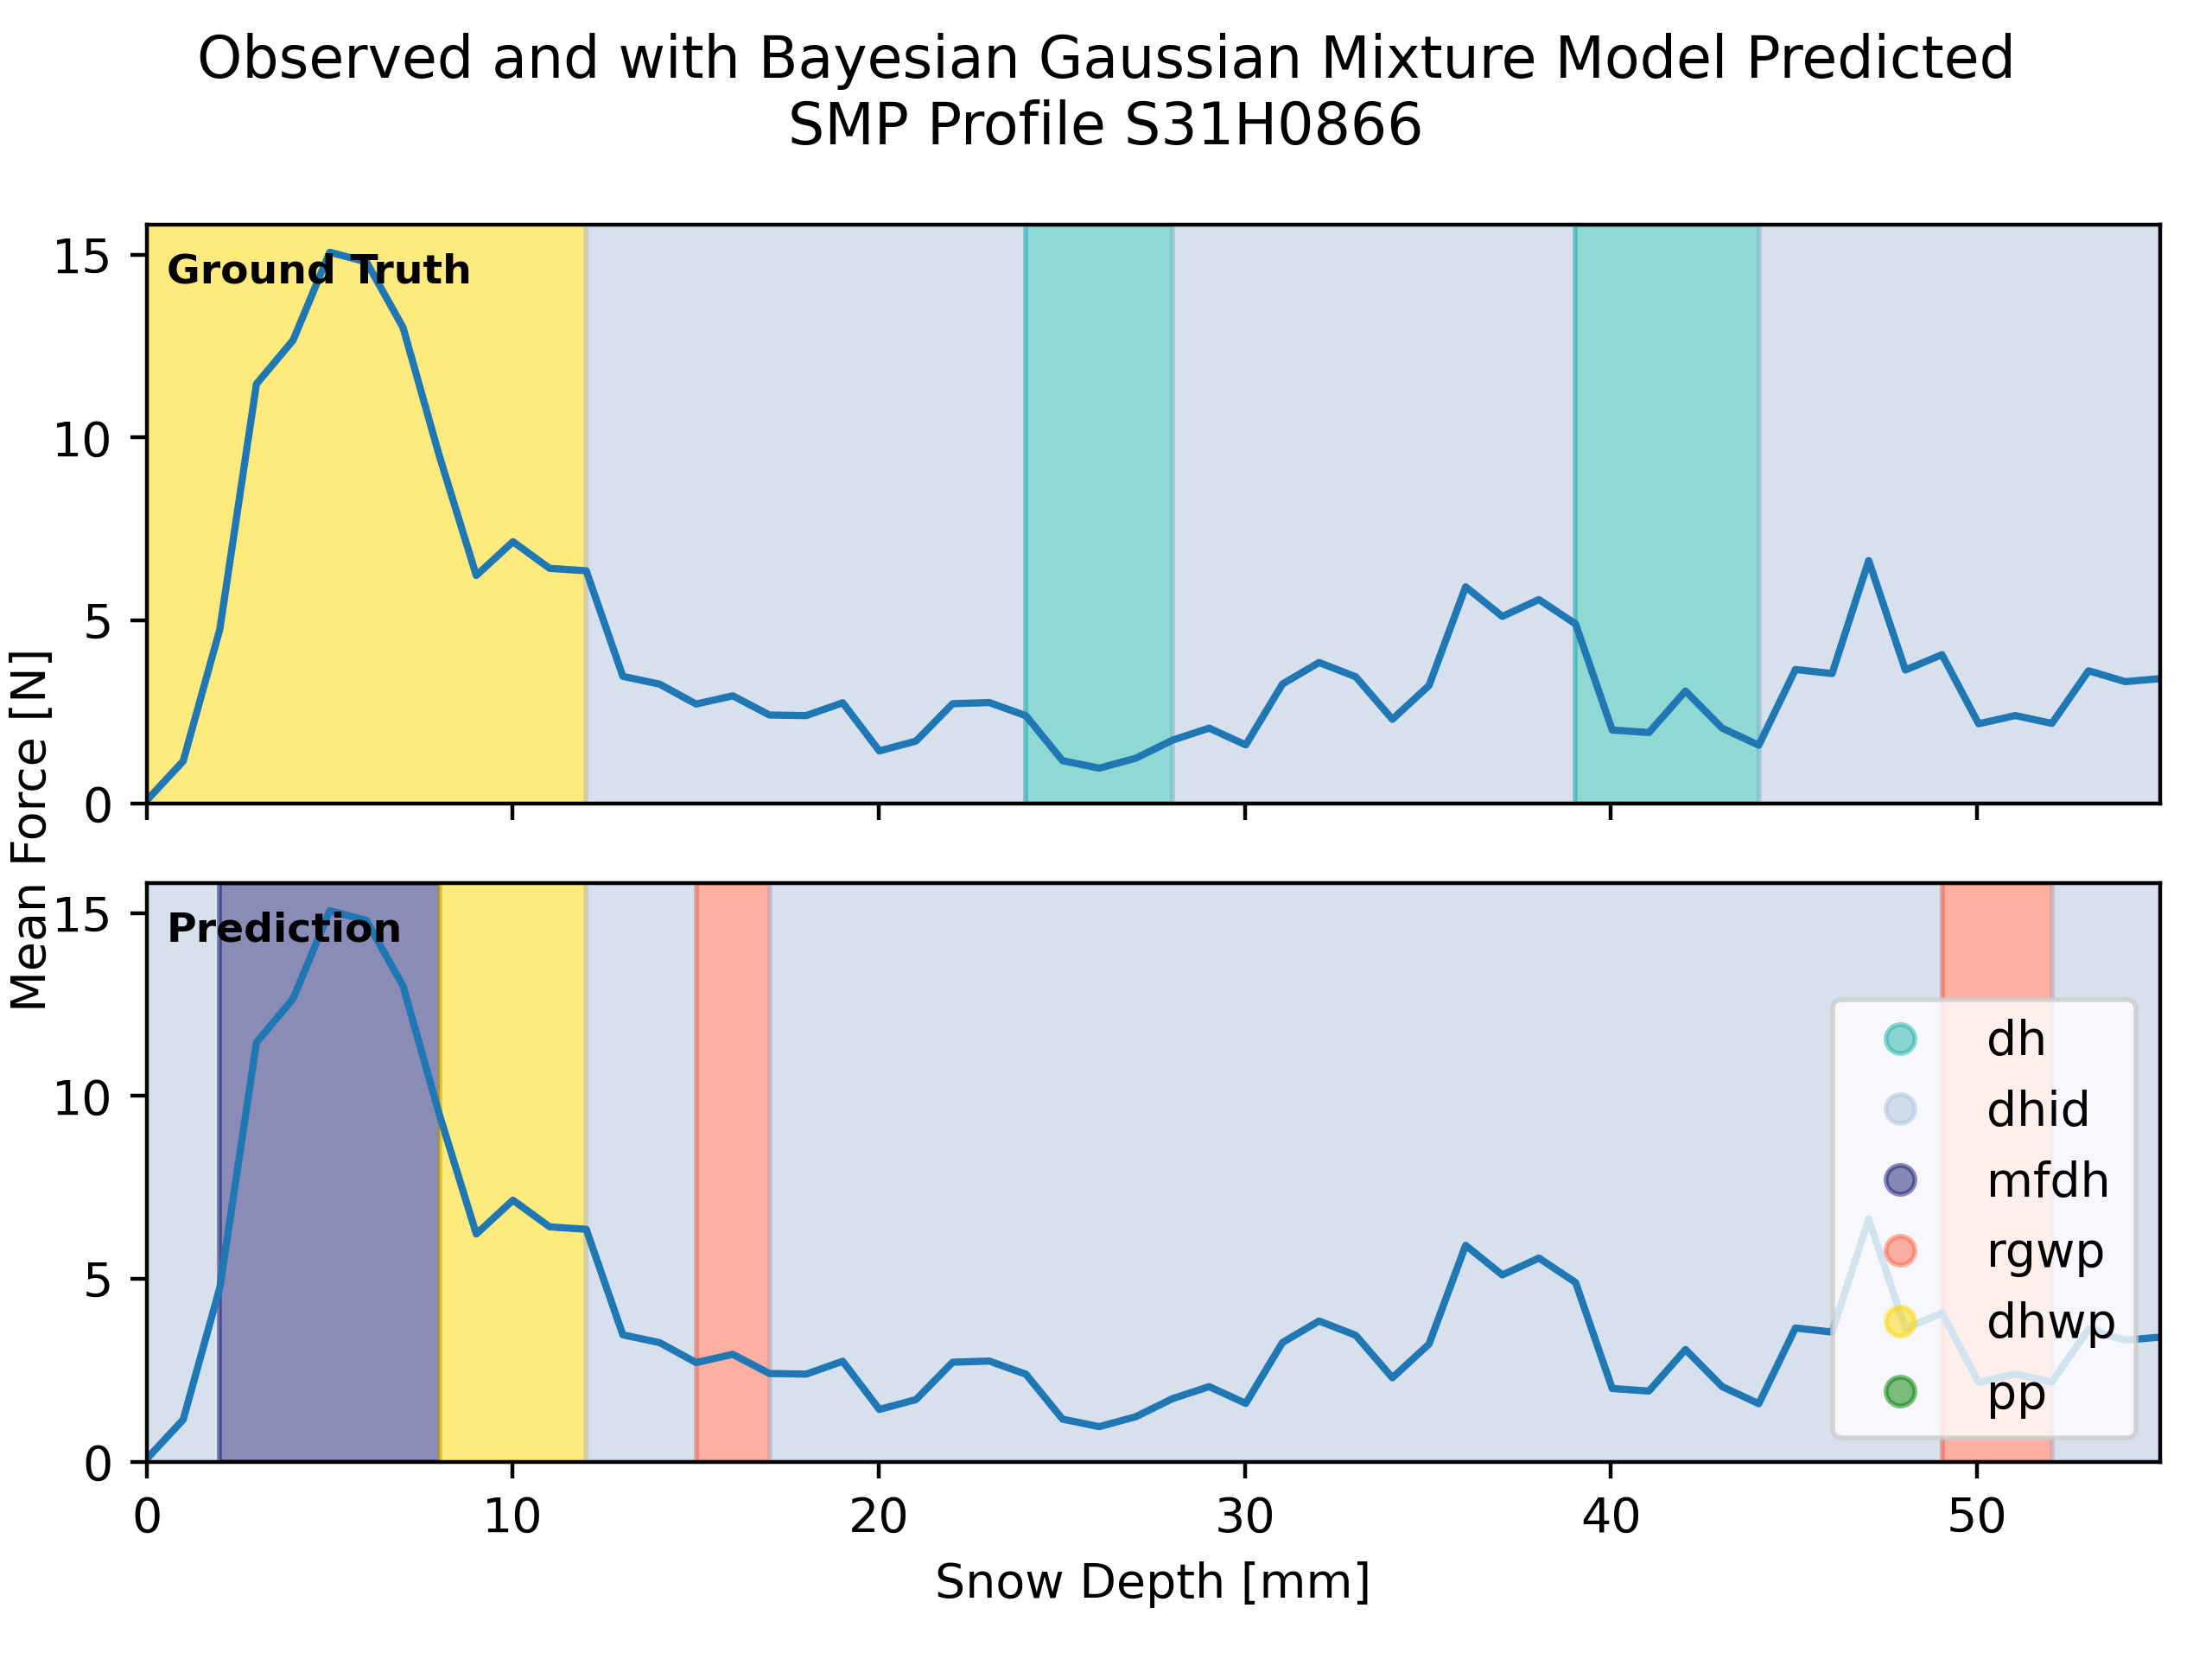 Observed and with Bayesian Gaussian Mixture Model Predicted
SMP Profile S31H0866
Mean Force [N]
15
10
5
0
Ground Truth
15
10
5
0
Prediction
dh
dhid
mfdh
rgwp
dhwp
pp
0 10 20 30 40 50
Snow Depth [mm]